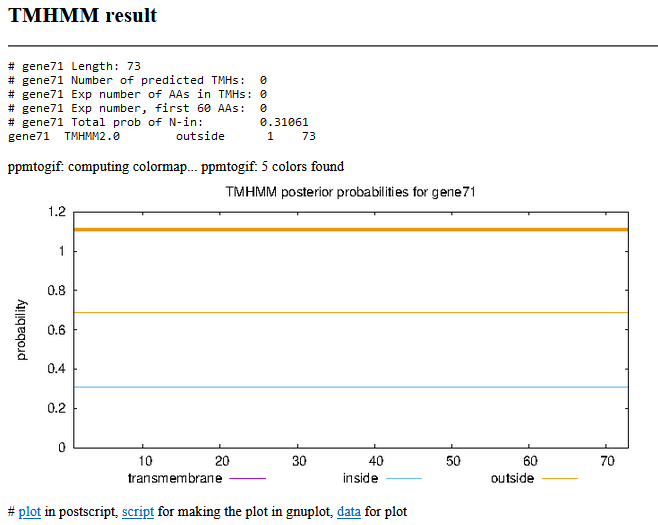 TMHMM result
# gene71 Length: 73
# gene71 Number of predicted TMHs:  0
# gene71 Exp number of AAs in TMHs: 0
# gene71 Exp number, first 60 AAs:  0
# gene71 Total prob of N-in:        0.31061
gene71  TMHMM2.0        outside      1    73
ppmtogif: computing colormap... ppmtogif: 5 colors found
TMHMM posterior probabilities for gene71
1.2
1
0.8
0.6
0.4
0.2
0
probability
10 20 30 40 50 60 70
transmembrane inside outside
# plot in postscript, script for making the plot in gnuplot, data for plot